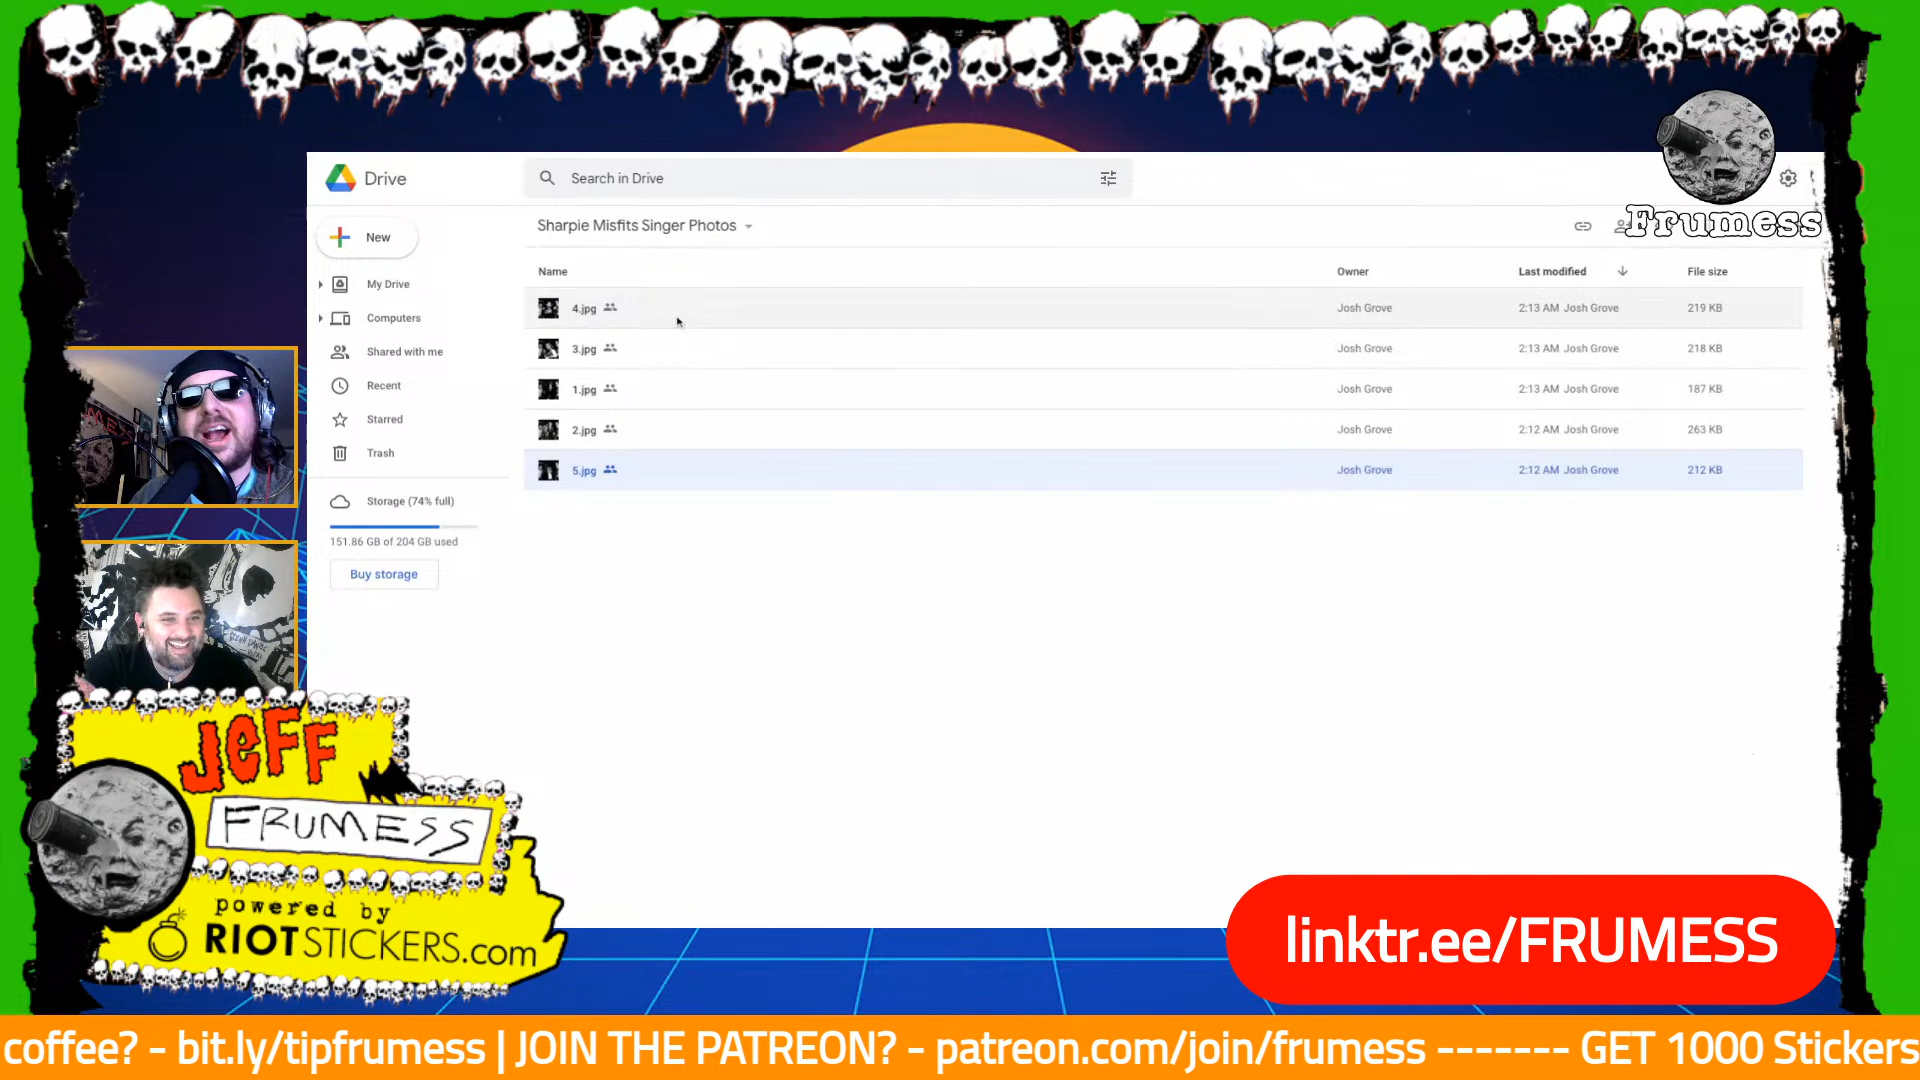 Drive
Search in Drive
Frumess
New
Sharpie Misfits Singer Photos
Name
Owner
Last modified
File size
My Drive
4.jpg
Josh Grove
2:13 AM Josh Grove
219 KB
Computers
3.jpg
Josh Grove
2:13 AM Josh Grove
218 KB
Shared with me
1.jpg
Josh Grove
2:13 AM Josh Grove
187 KB
Recent
2.jpg
Josh Grove
2:12 AM Josh Grove
263 KB
Starred
5.jpg
Josh Grove
2:12 AM Josh Grove
212 KB
Trash
Storage (74% full)
151.86 GB of 204 GB used
Buy storage
GLENN DANZIG
JEFF
FRUMESS
powered by
RIOTSTICKERS.com
linktr.ee/FRUMESS
coffee? - bit.ly/tipfrumess | JOIN THE PATREON? - patreon.com/join/frumess ------- GET 1000 Stickers